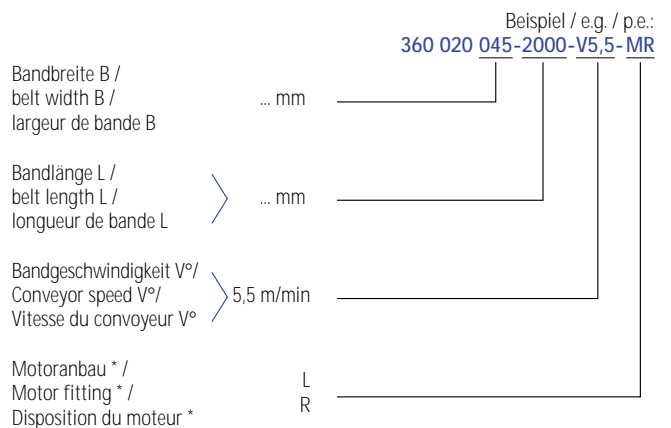 Beispiel / e.g. / p.e.:
360 020 045-2000-V5,5-MR
Bandbreite B /
belt width B / ... mm
largeur de bande B
Bandlänge L /
belt length L / ... mm
longueur de bande L
Bandgeschwindigkeit V°/
Conveyor speed V°/ 5,5 m/min
Vitesse du convoyeur V°
Motoranbau * /
L
Motor fitting * /
R
Disposition du moteur *